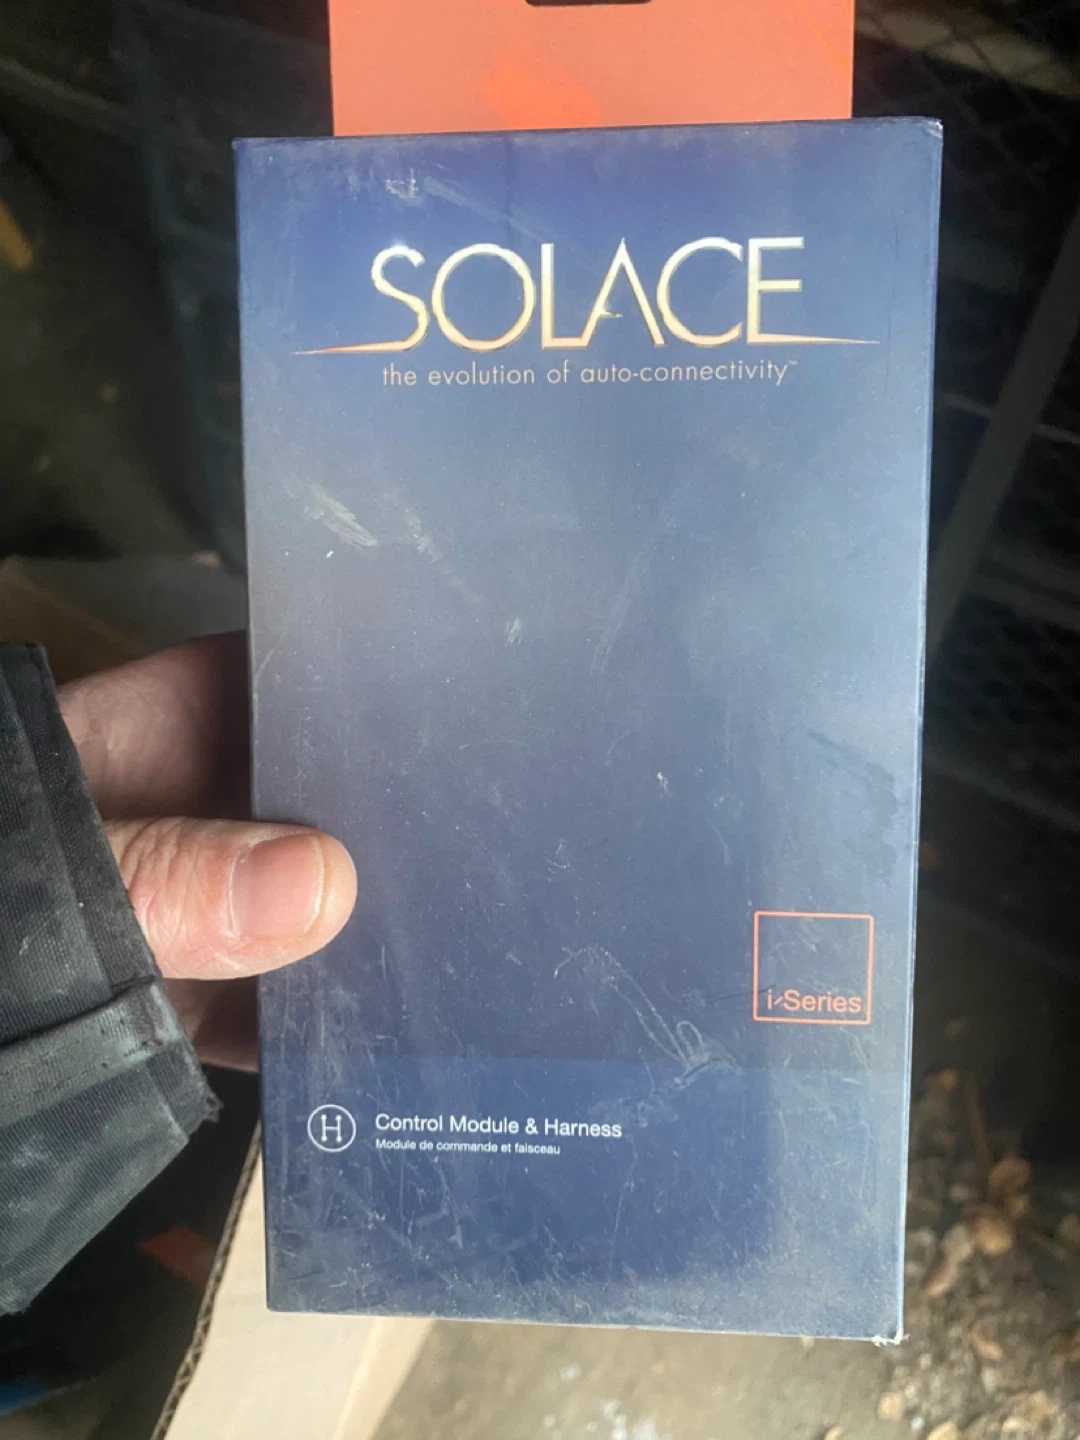 SOLACE
the evolution of auto-connectivity™
i-Series
Control Module & Harness
Module de commande et faisceau